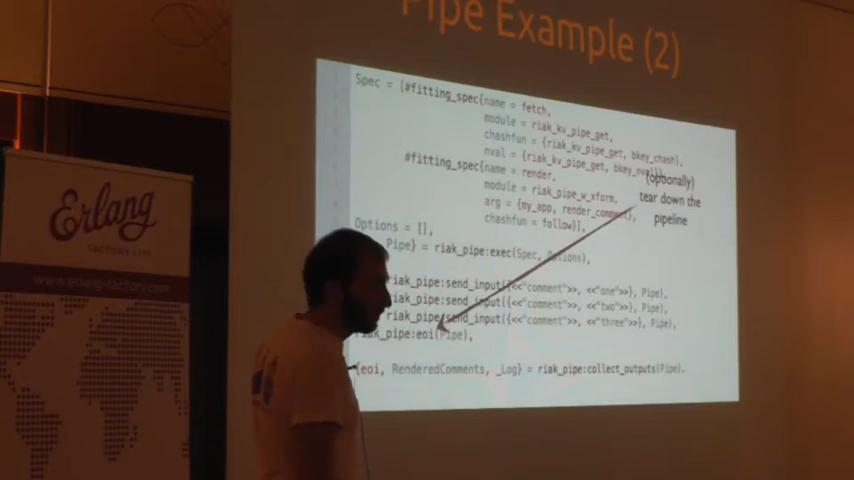 Pipe Example (2)
Spec = [#fitting_spec{name = fetch,
module = riak_kv_pipe_get,
chashfun = {riak_kv_pipe_get, bkey_chash},
nval = {riak_kv_pipe_get, bkey_nval}},
#fitting_spec{name = render,
module = riak_pipe_w_xform,
arg = {my_app, render_comment},
chashfun = follow}],
(optionally)
tear down the
pipeline
Options = [],
Pipe} = riak_pipe:exec(Spec, Options),
riak_pipe:send_input({<<"comment">>, <<"one">>}, Pipe),
riak_pipe:send_input({<<"comment">>, <<"two">>}, Pipe),
riak_pipe:send_input({<<"comment">>, <<"three">>}, Pipe),
riak_pipe:eoi(Pipe),
{eoi, RenderedComments, _Log} = riak_pipe:collect_outputs(Pipe).
Erlang
FACTORY LITE
www.erlang-factory.com